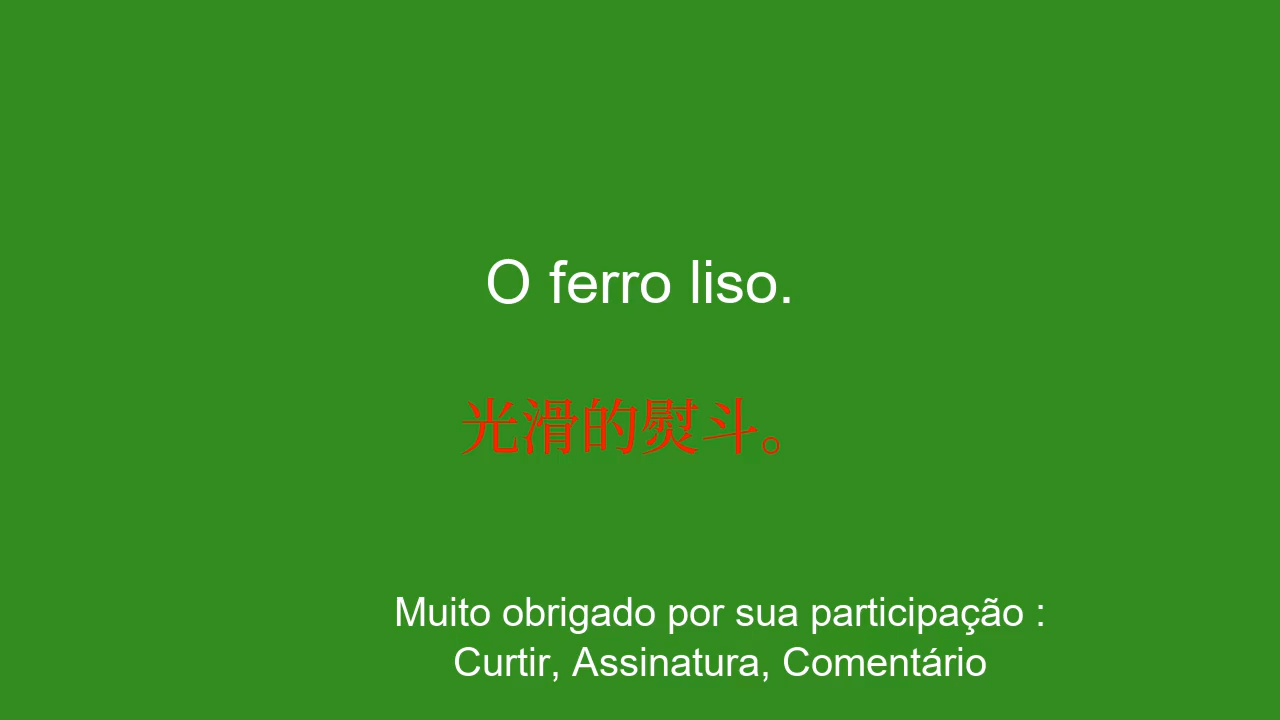 O ferro liso.
光滑的熨斗。
Muito obrigado por sua participação :
Curtir, Assinatura, Comentário